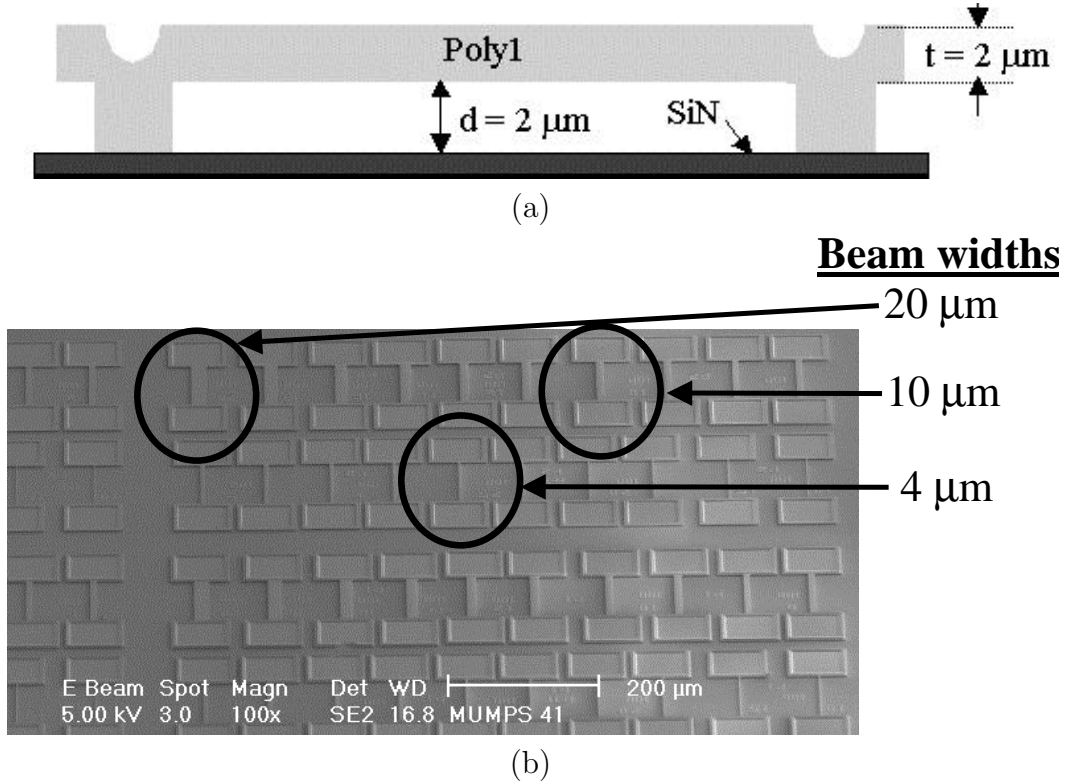 Poly1
t = 2 μm
d = 2 μm
SiN
(a)
Beam widths
20 μm
10 μm
4 μm
E Beam Spot Magn Det WD 200 μm
5.00 kV 3.0 100x SE2 16.8 MUMPS 41
(b)